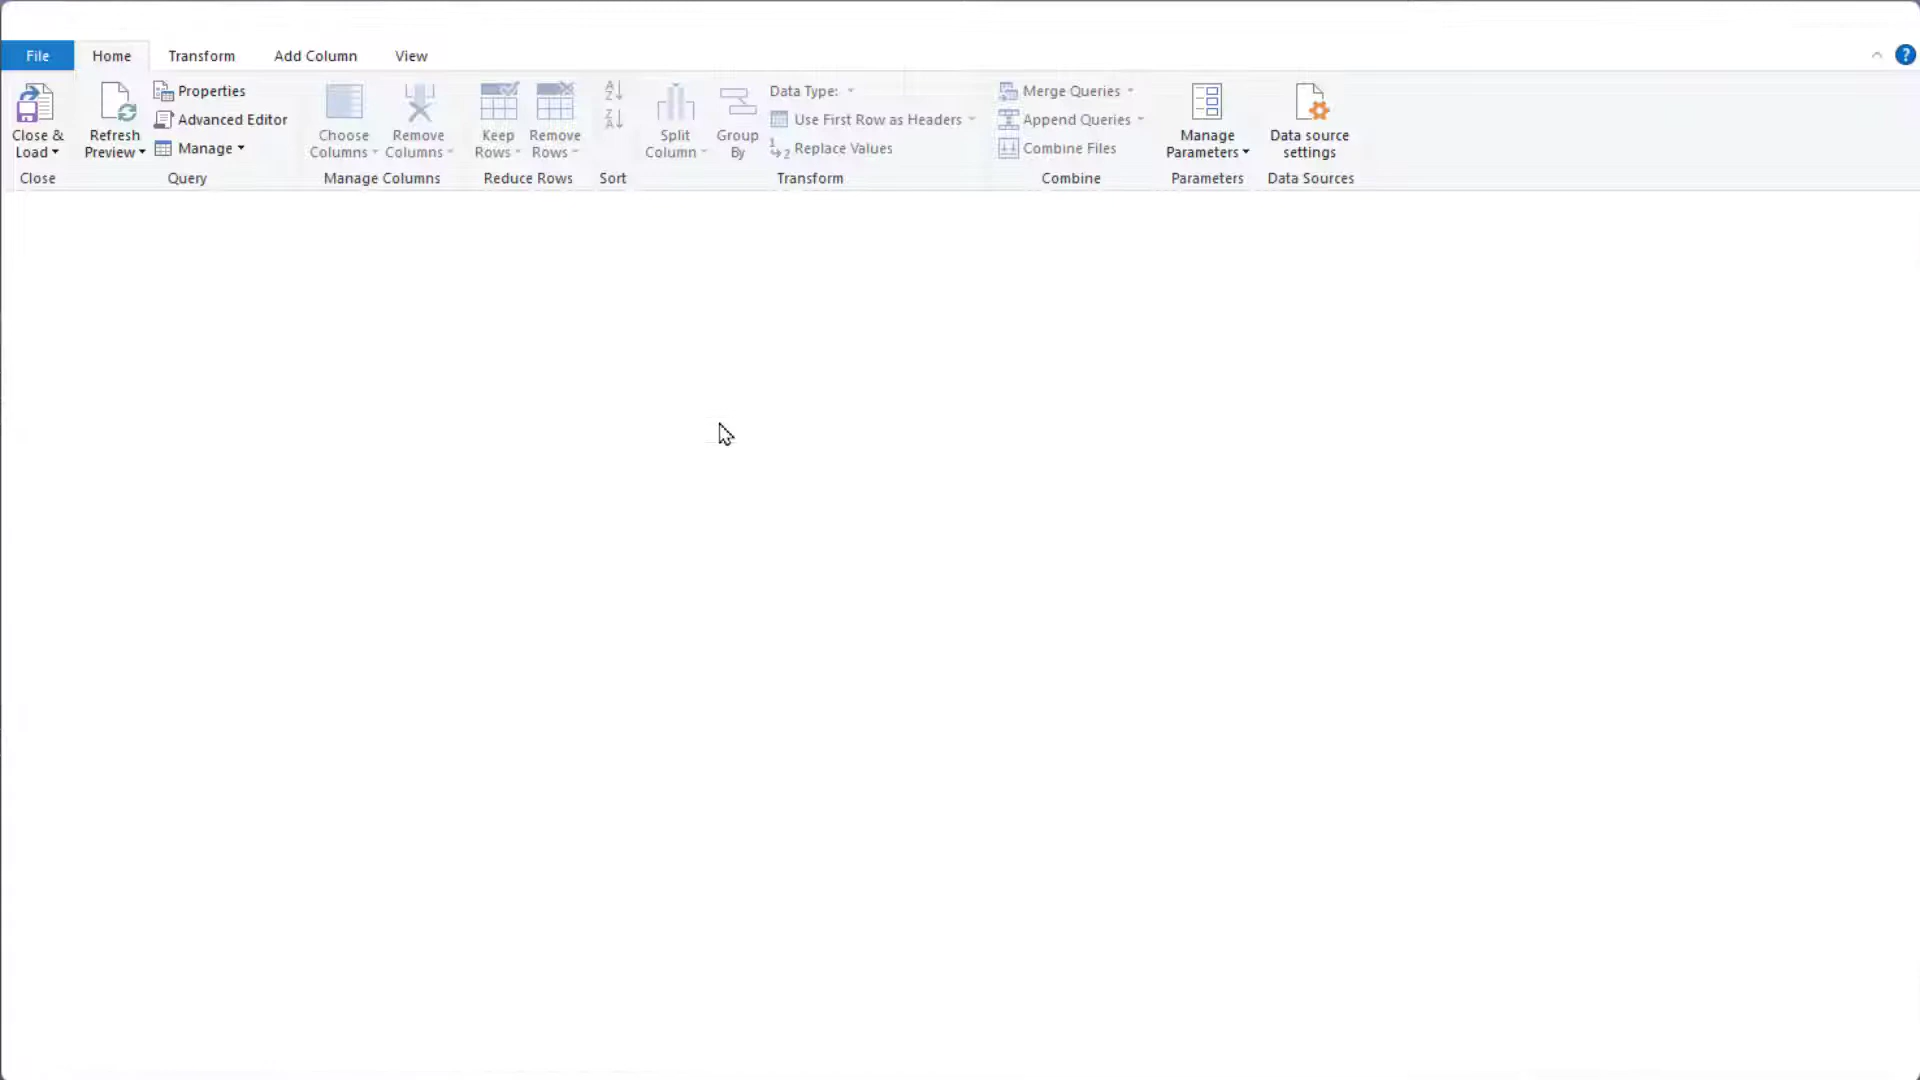 File Home Transform Add Column View ?
Properties
Advanced Editor
Manage
Close & Load
Refresh Preview
Choose Columns
Remove Columns
Keep Rows
Remove Rows
A
Z
Z
A
Split Column
Group By
Data Type:
Use First Row as Headers
1 2 Replace Values
Merge Queries
Append Queries
Combine Files
Manage Parameters
Data source settings
Close Query Manage Columns Reduce Rows Sort Transform Combine Parameters Data Sources